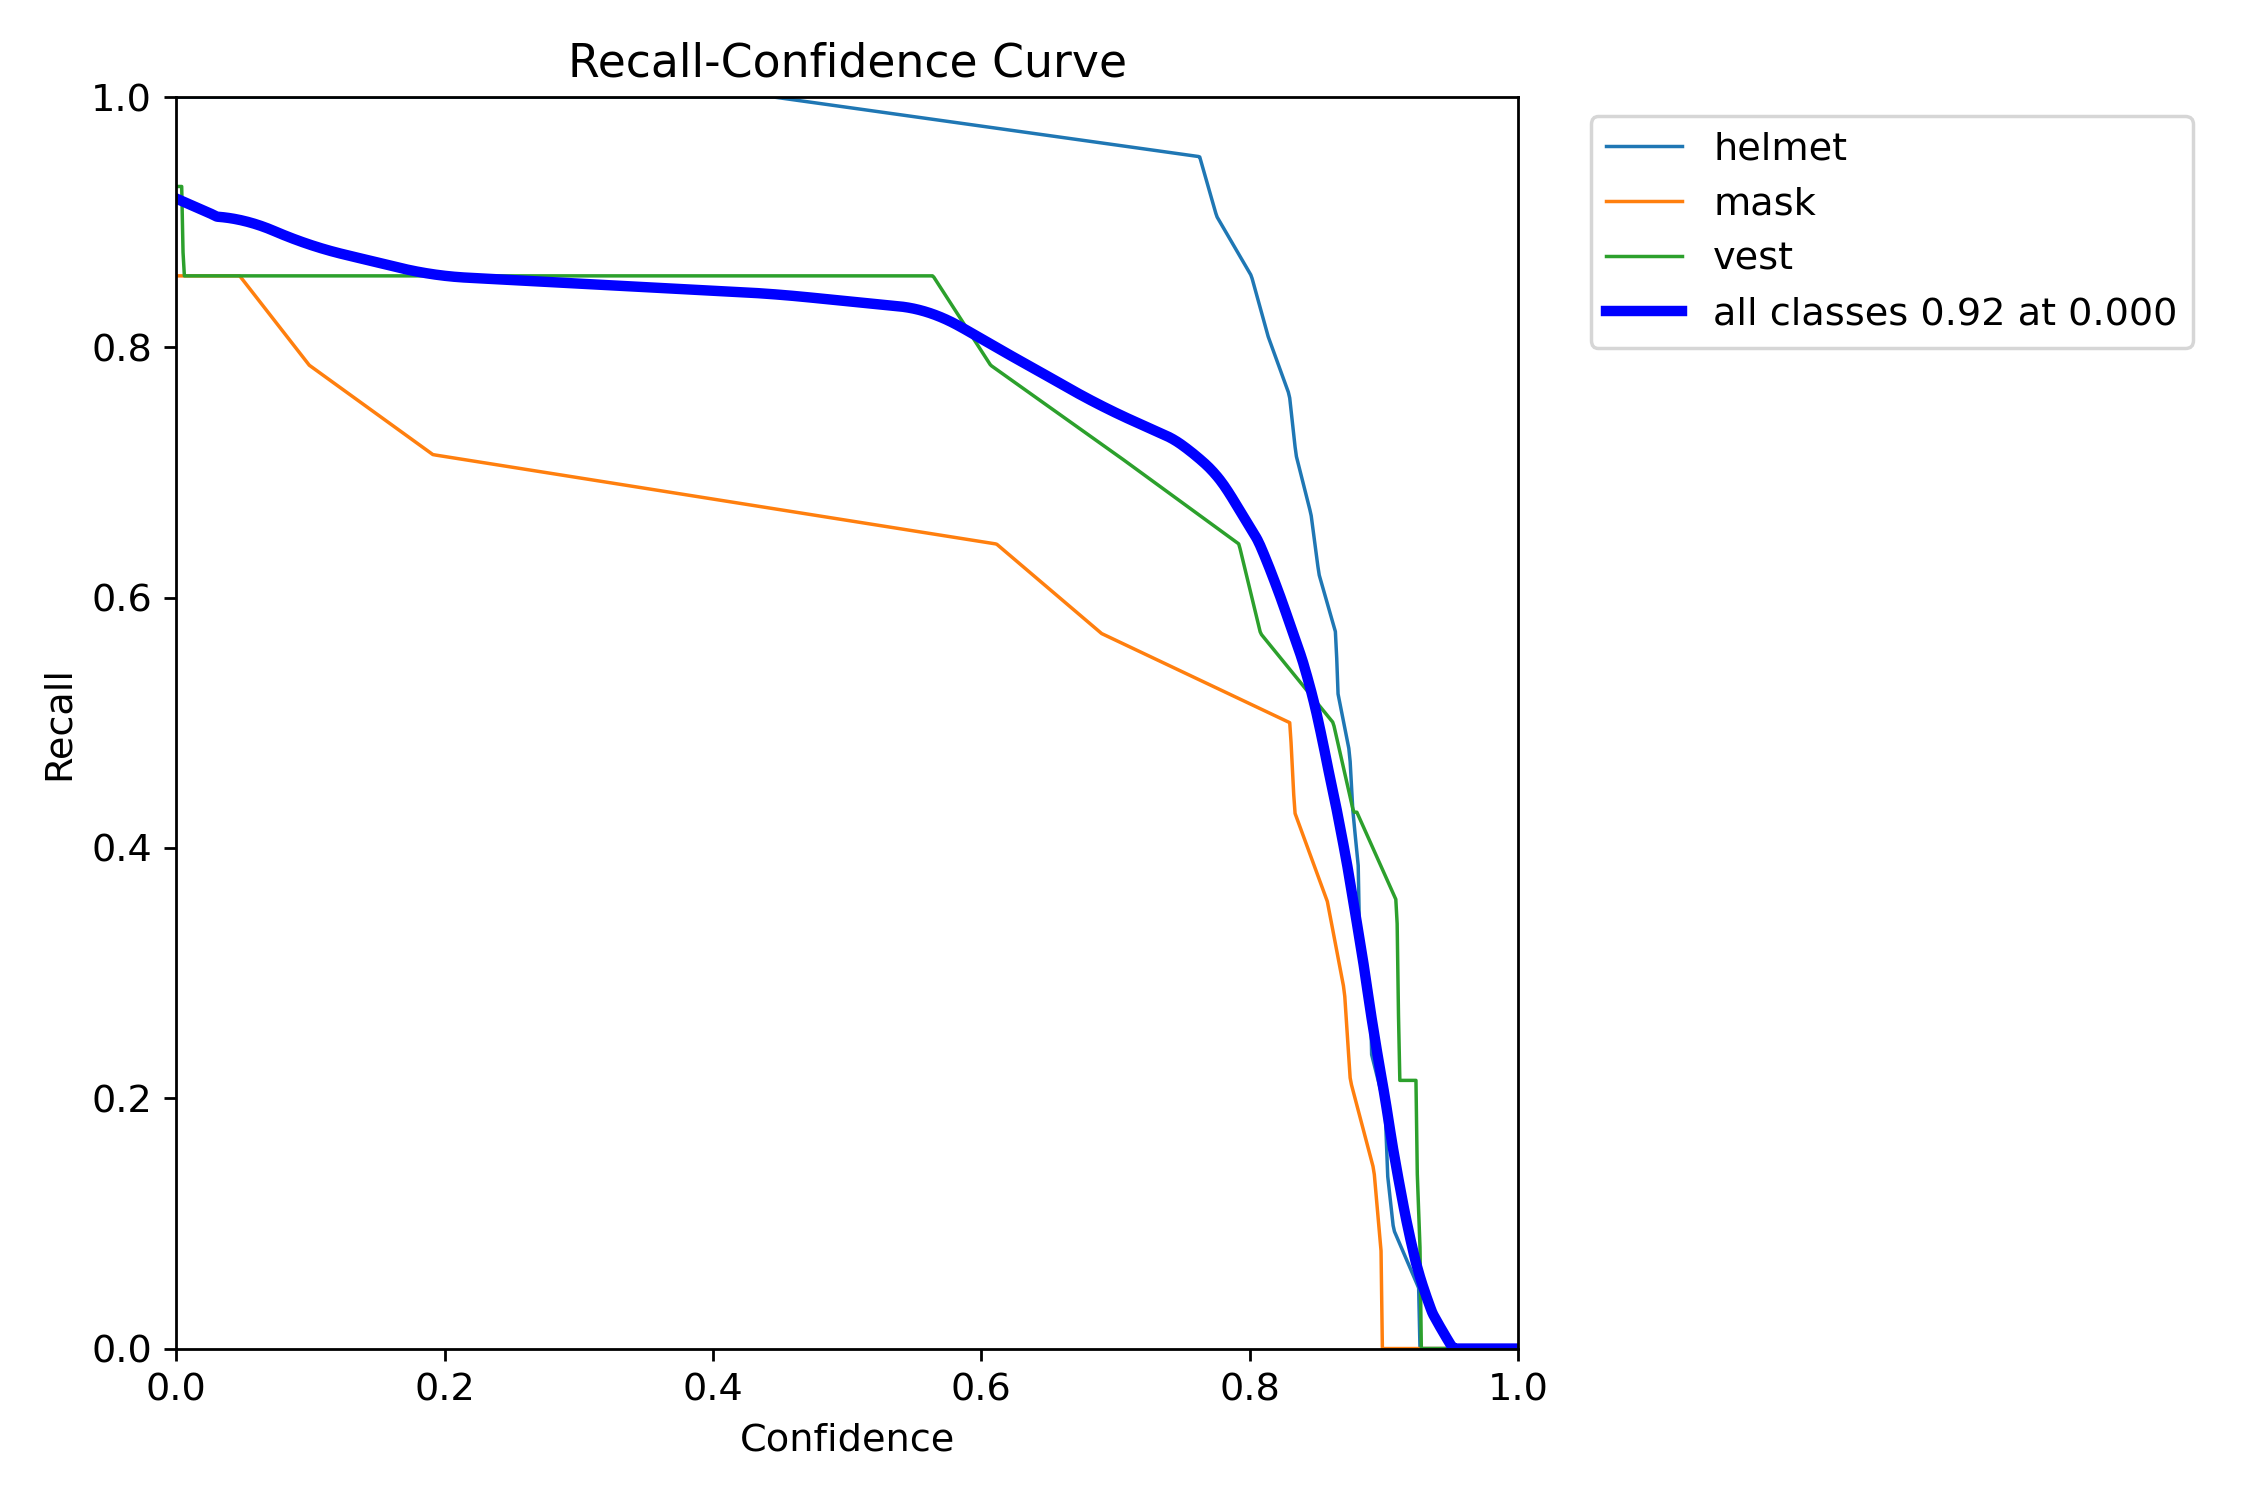 Recall-Confidence Curve
1.0
0.8
0.6
0.4
0.2
0.0
Recall
0.0 0.2 0.4 0.6 0.8 1.0
Confidence
helmet
mask
vest
all classes 0.92 at 0.000